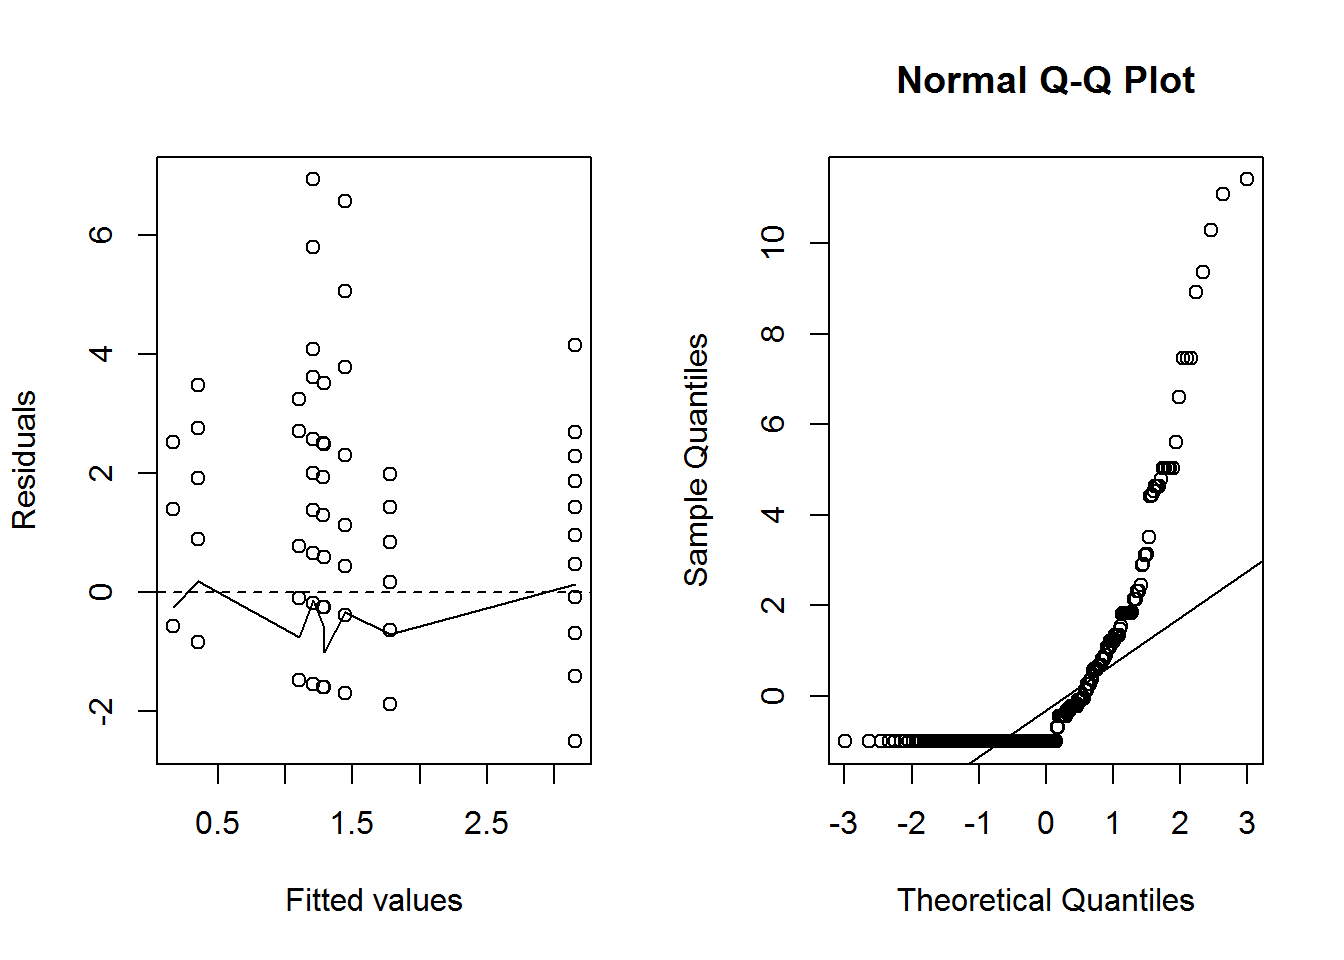 Residuals
6
4
2
0
-2
0.5 1.5 2.5
Fitted values
Normal Q-Q Plot
Sample Quantiles
10
8
6
4
2
0
-3 -2 -1 0 1 2 3
Theoretical Quantiles